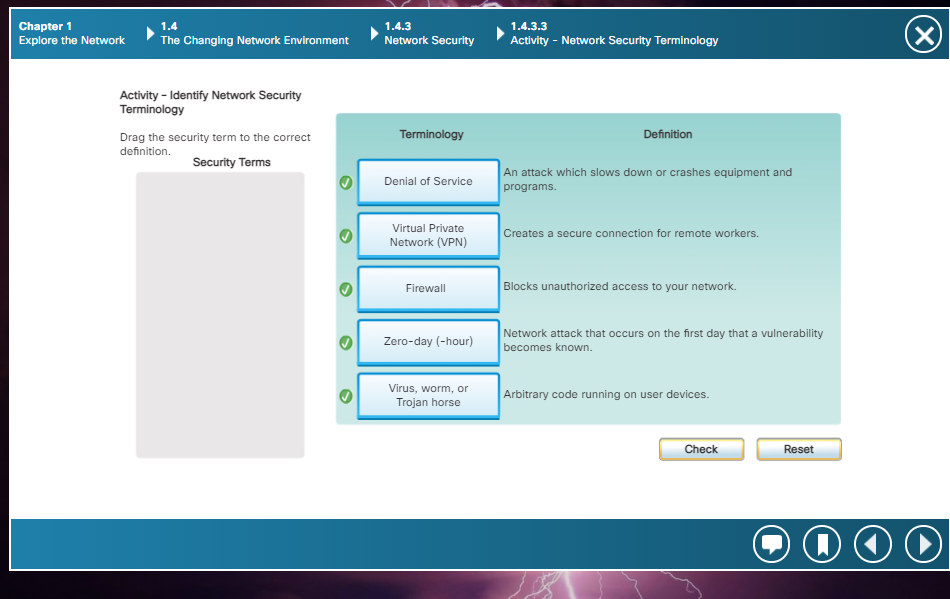 Chapter 1
Explore the Network
1.4
The Changing Network Environment
1.4.3
Network Security
1.4.3.3
Activity - Network Security Terminology
Activity - Identify Network Security
Terminology
Drag the security term to the correct
definition.
Security Terms
Terminology
Definition
Denial of Service
An attack which slows down or crashes equipment and
programs.
Virtual Private
Network (VPN)
Creates a secure connection for remote workers.
Firewall
Blocks unauthorized access to your network.
Zero-day (-hour)
Network attack that occurs on the first day that a vulnerability
becomes known.
Virus, worm, or
Trojan horse
Arbitrary code running on user devices.
Check
Reset